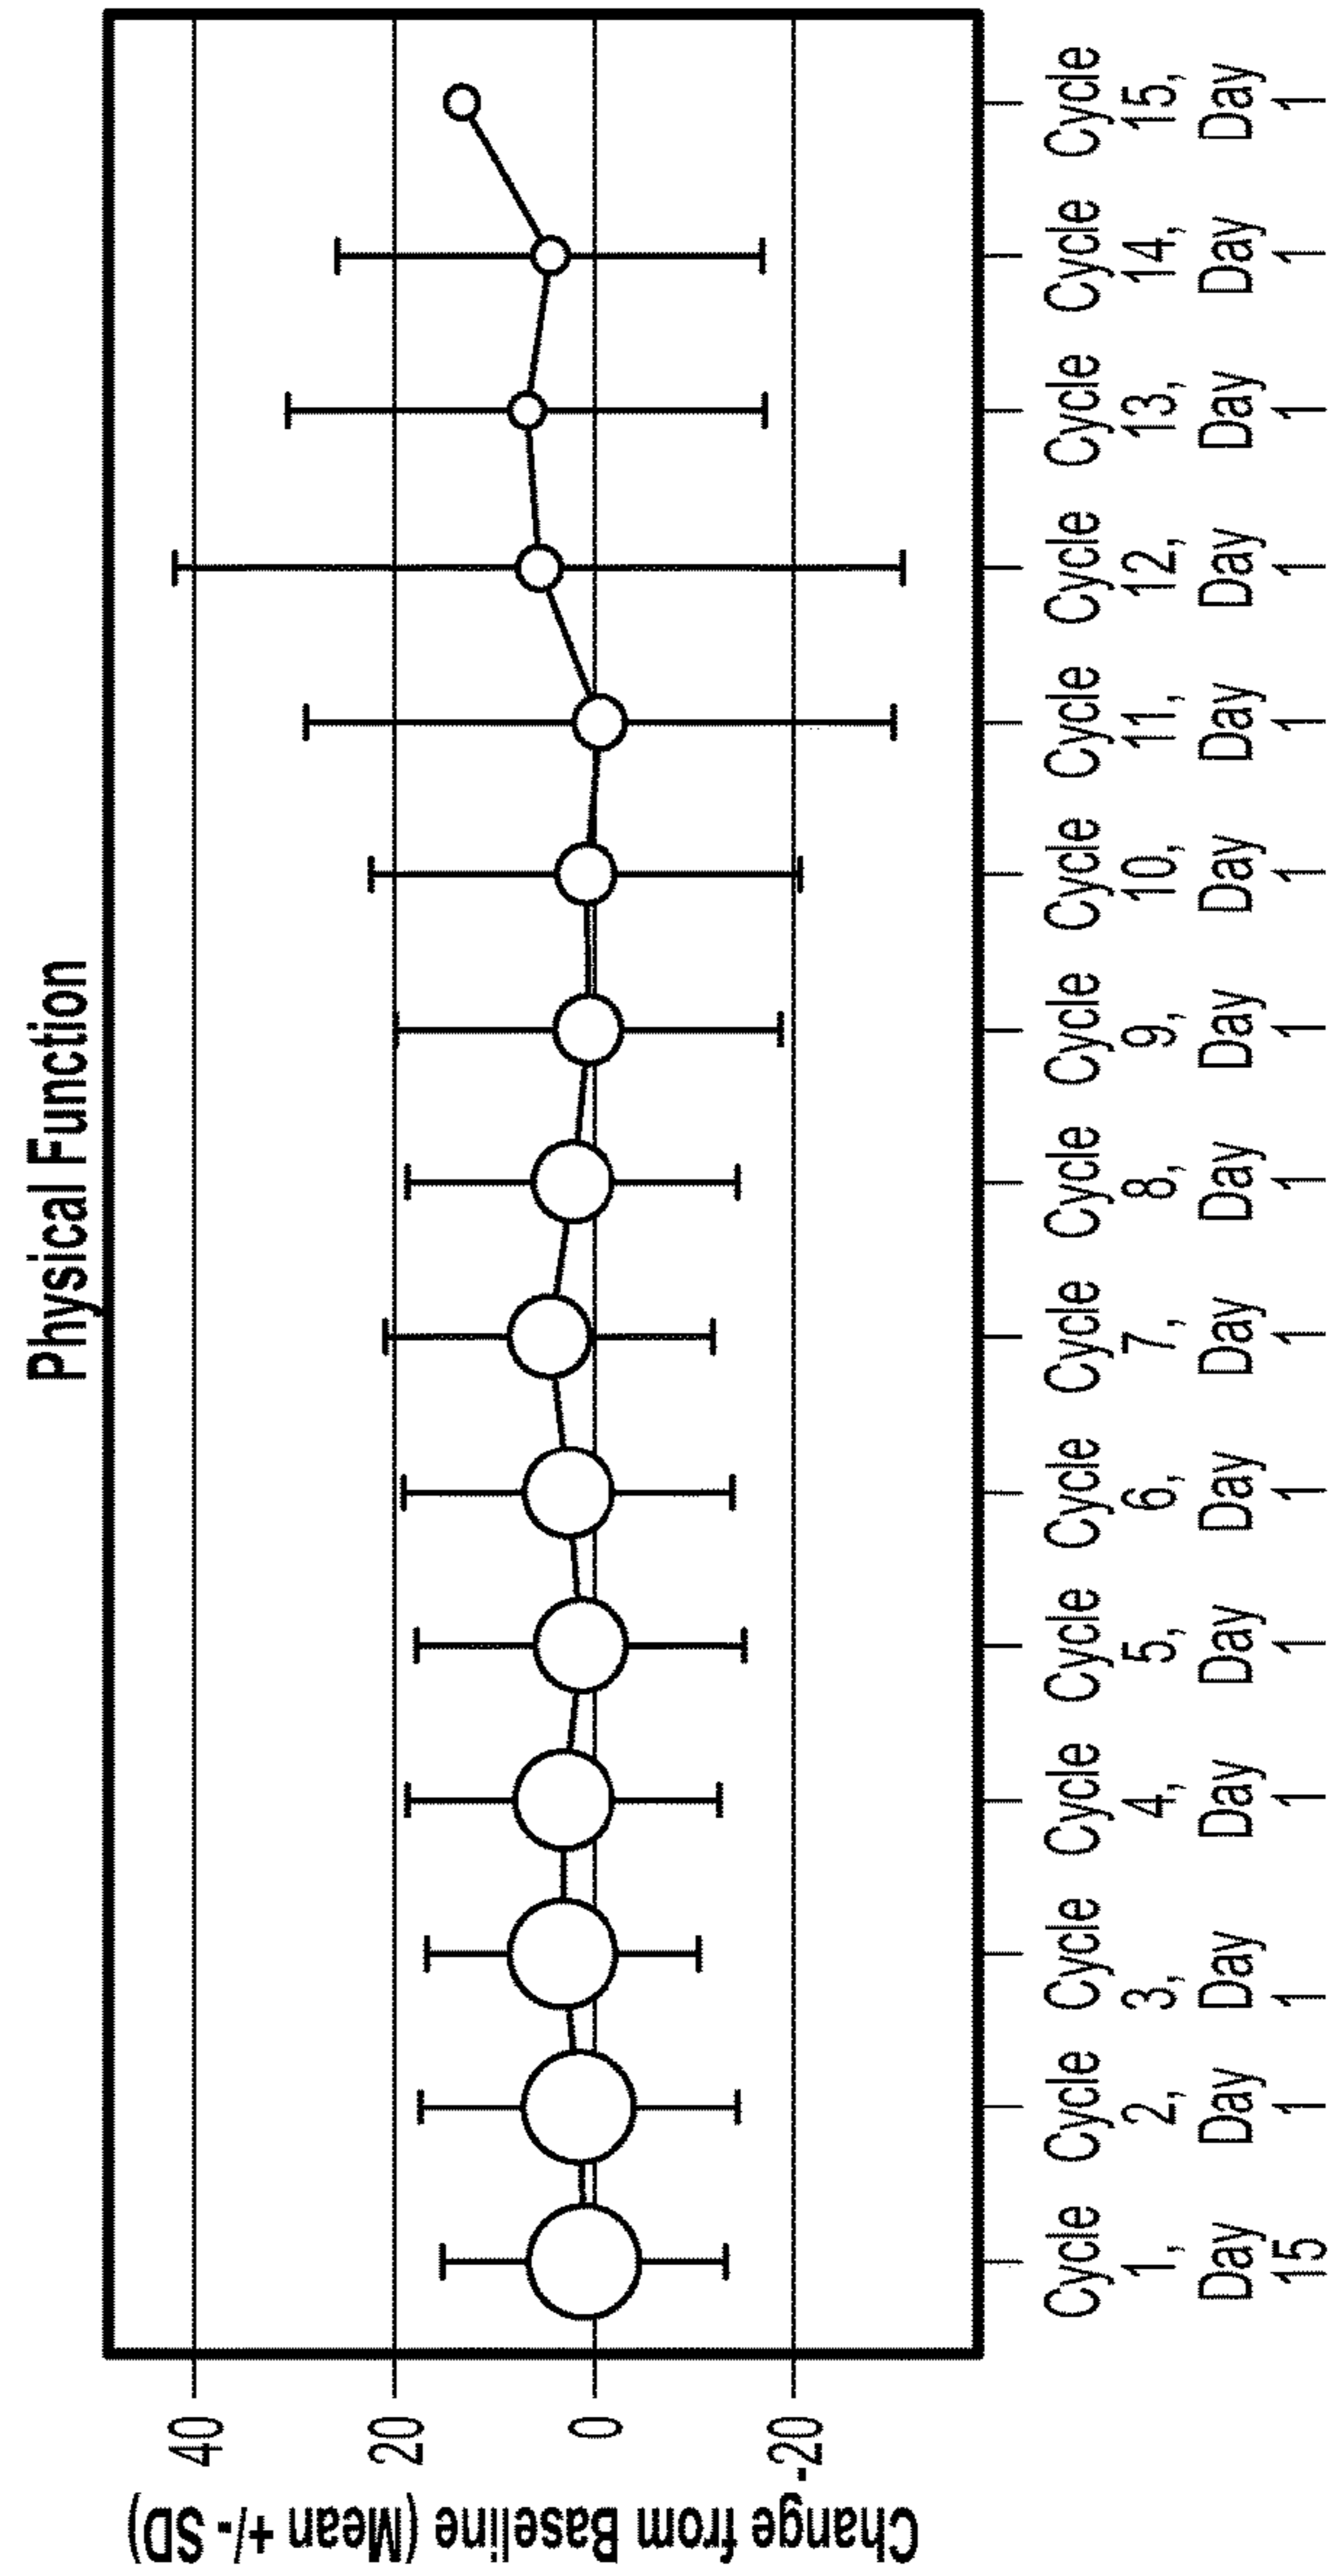 Physical Function
Change from Baseline (Mean +/- SD)
40
20
0
-20
Cycle
1,
Day
15
Cycle
2,
Day
1
Cycle
3,
Day
1
Cycle
4,
Day
1
Cycle
5,
Day
1
Cycle
6,
Day
1
Cycle
7,
Day
1
Cycle
8,
Day
1
Cycle
9,
Day
1
Cycle
10,
Day
1
Cycle
11,
Day
1
Cycle
12,
Day
1
Cycle
13,
Day
1
Cycle
14,
Day
1
Cycle
15,
Day
1